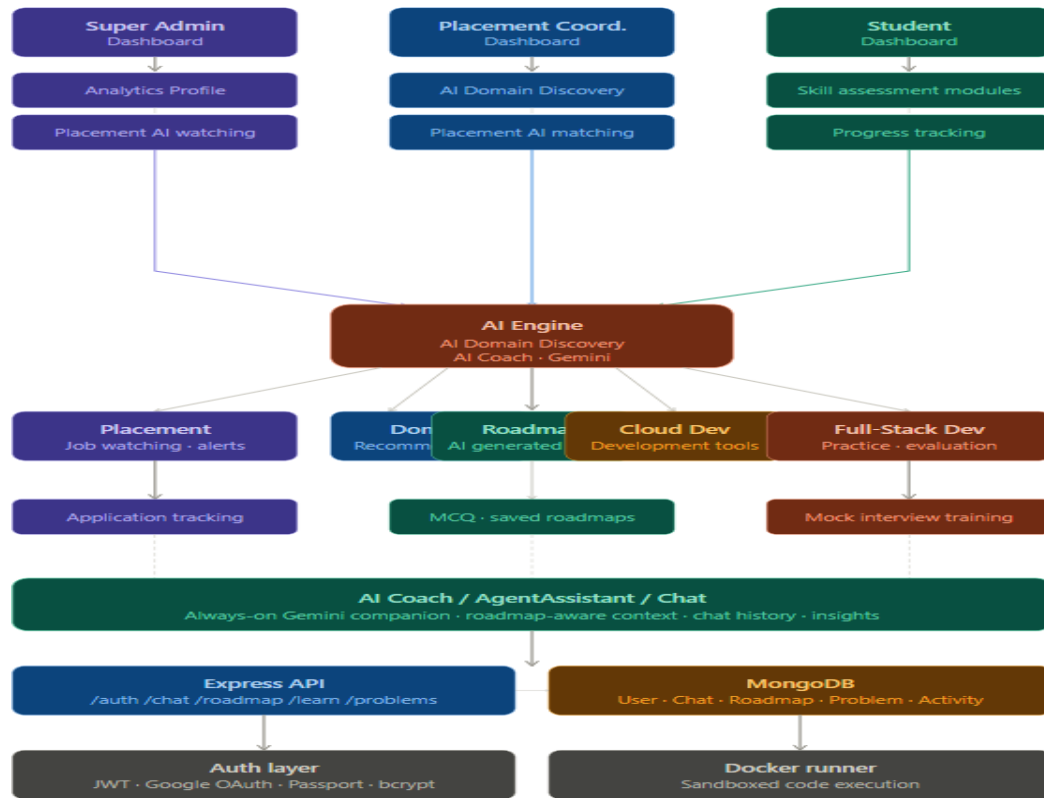 Super Admin
Dashboard
Placement Coord.
Dashboard
Student
Dashboard
Analytics Profile
AI Domain Discovery
Skill assessment modules
Placement AI watching
Placement AI matching
Progress tracking
AI Engine
AI Domain Discovery
AI Coach · Gemini
Placement
Job watching · alerts
AI generated
Cloud Dev
Development tools
Full-Stack Dev
Practice · evaluation
Application tracking
MCQ · saved roadmaps
Mock interview training
AI Coach / AgentAssistant / Chat
Always-on Gemini companion · roadmap-aware context · chat history · insights
Express API
/auth /chat /roadmap /learn /problems
MongoDB
User · Chat · Roadmap · Problem · Activity
Auth layer
JWT · Google OAuth · Passport · bcrypt
Docker runner
Sandboxed code execution